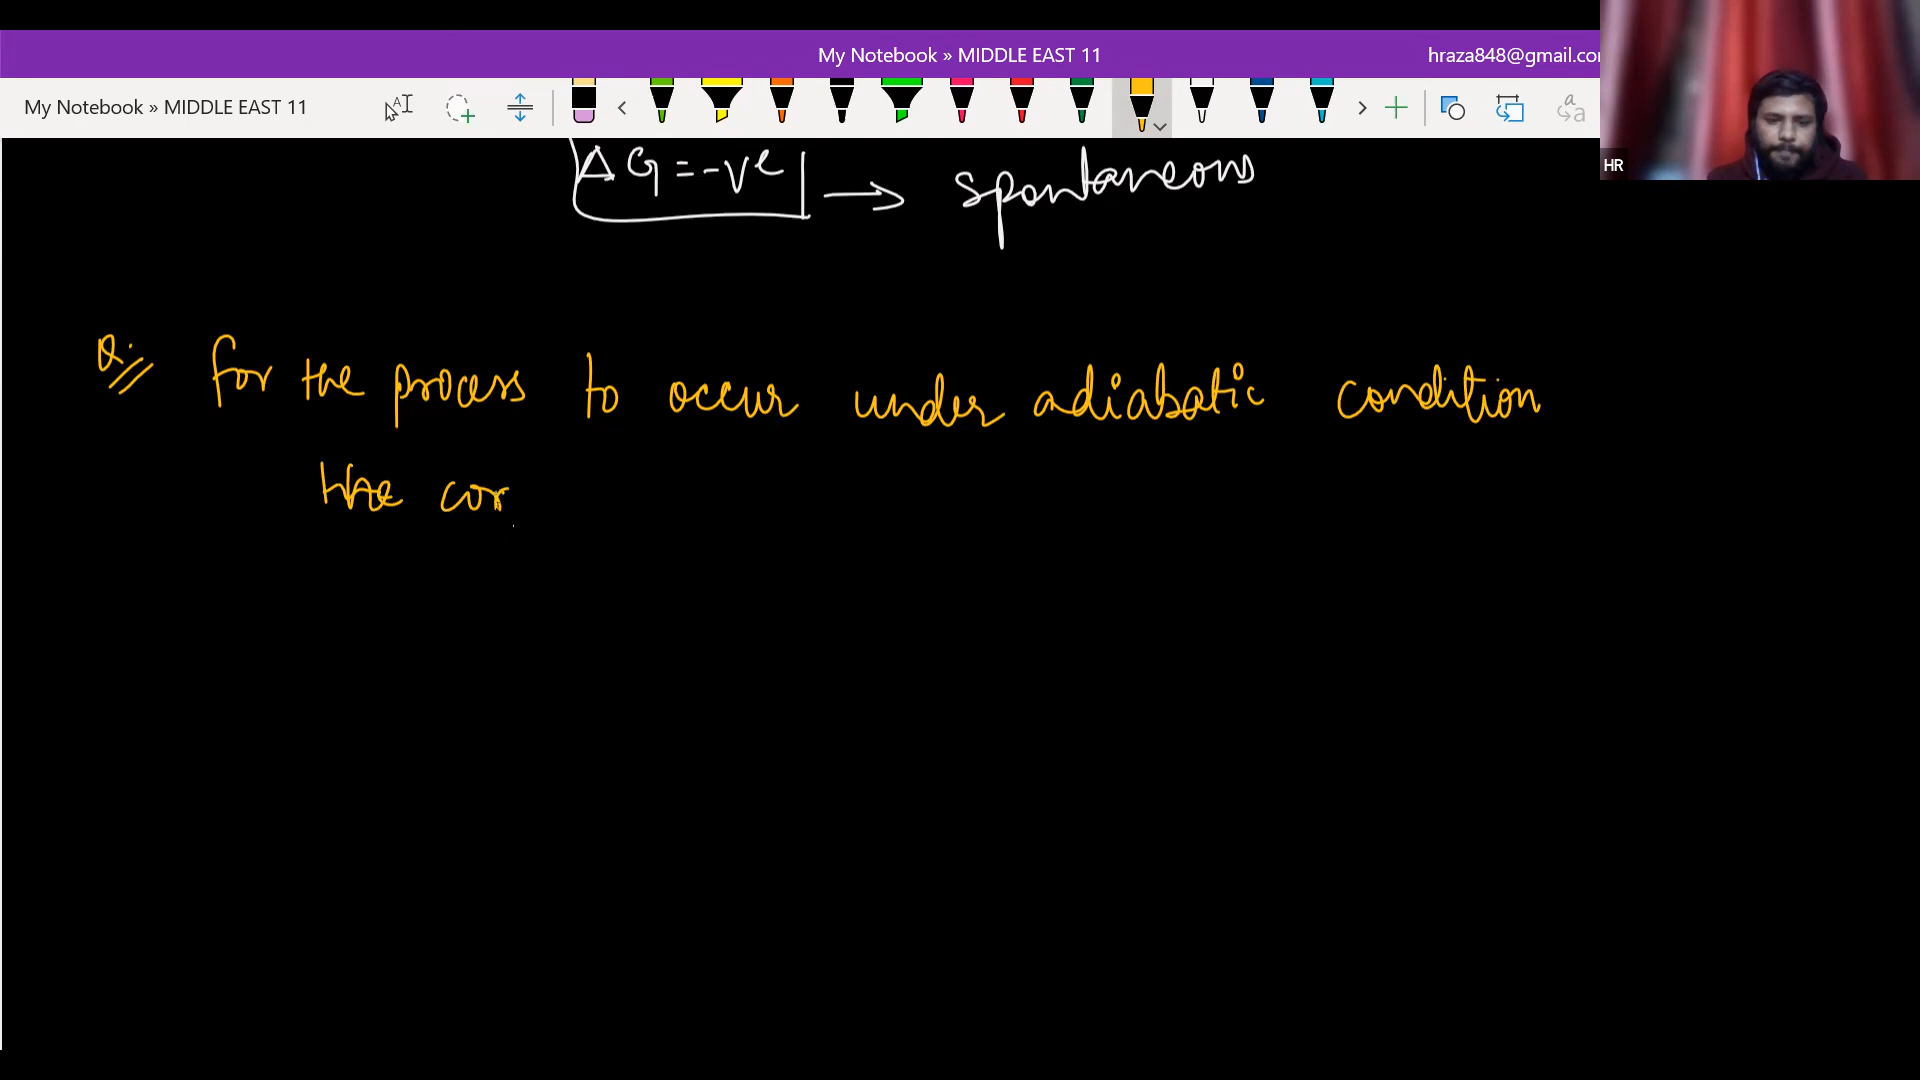 My Notebook » MIDDLE EAST 11
hraza848@gmail.co
My Notebook » MIDDLE EAST 11
HR
ΔG = -ve → spontaneous
Q. for the process to occur under adiabatic condition
the cor